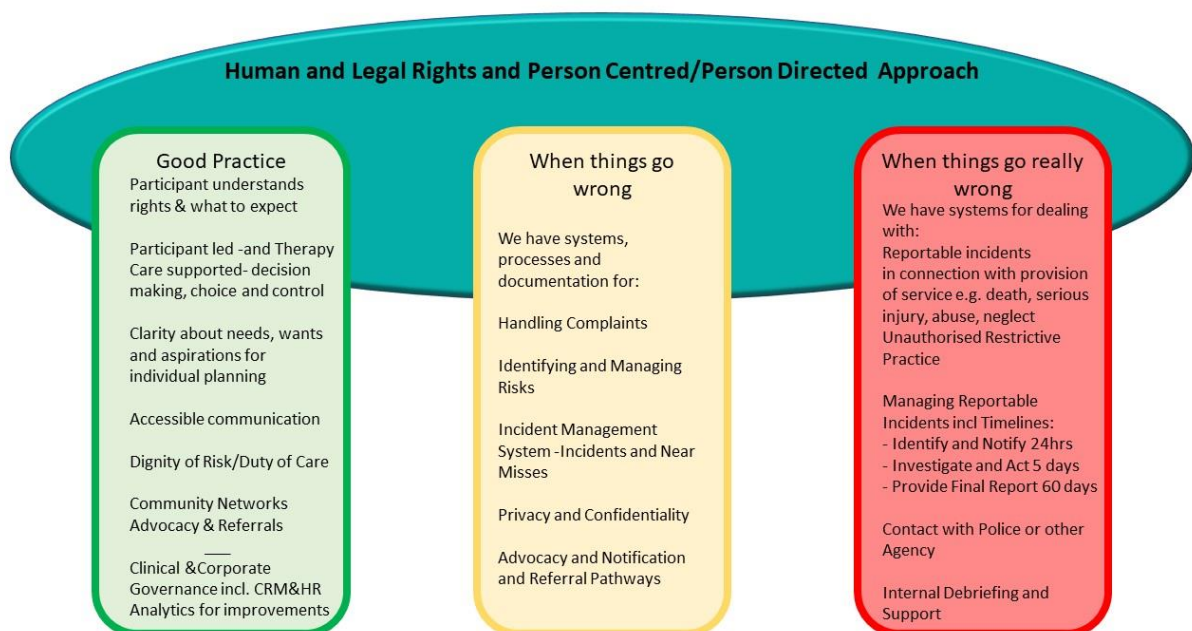 Human and Legal Rights and Person Centred/Person Directed Approach
Good Practice
Participant understands
rights & what to expect
Participant led -and Therapy
Care supported- decision
making, choice and control
Clarity about needs, wants
and aspirations for
individual planning
Accessible communication
Dignity of Risk/Duty of Care
Community Networks
Advocacy & Referrals
Clinical &Corporate
Governance incl. CRM&HR
Analytics for improvements
When things go
wrong
We have systems,
processes and
documentation for:
Handling Complaints
Identifying and Managing
Risks
Incident Management
System -Incidents and Near
Misses
Privacy and Confidentiality
Advocacy and Notification
and Referral Pathways
When things go really
wrong
We have systems for dealing
with:
Reportable incidents
in connection with provision
of service e.g. death, serious
injury, abuse, neglect
Unauthorised Restrictive
Practice
Managing Reportable
Incidents incl Timelines:
- Identify and Notify 24hrs
- Investigate and Act 5 days
- Provide Final Report 60 days
Contact with Police or other
Agency
Internal Debriefing and
Support